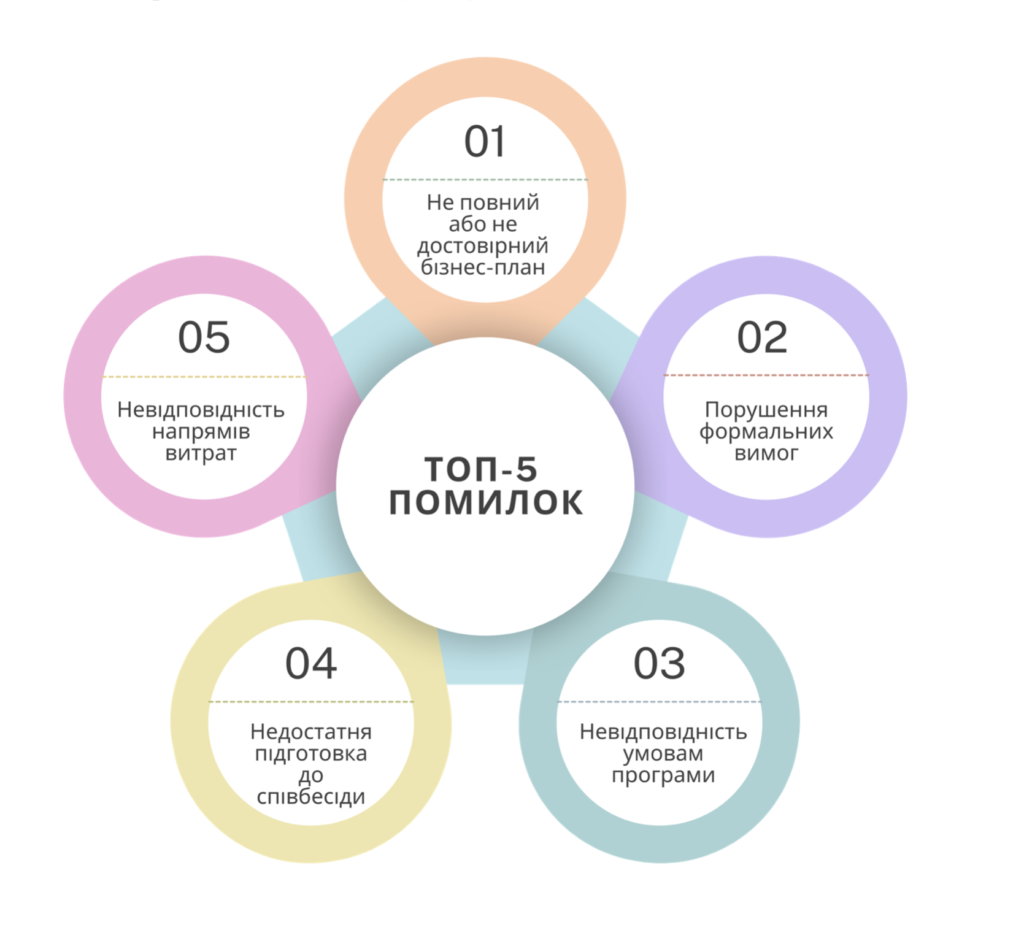 01
Не повний
або не
достовірний
бізнес-план
02
Порушення
формальних
вимог
03
Невідповідність
умовам
програми
04
Недостатня
підготовка
до
співбесіди
05
Невідповідність
напрямів
витрат
ТОП-5
ПОМИЛОК